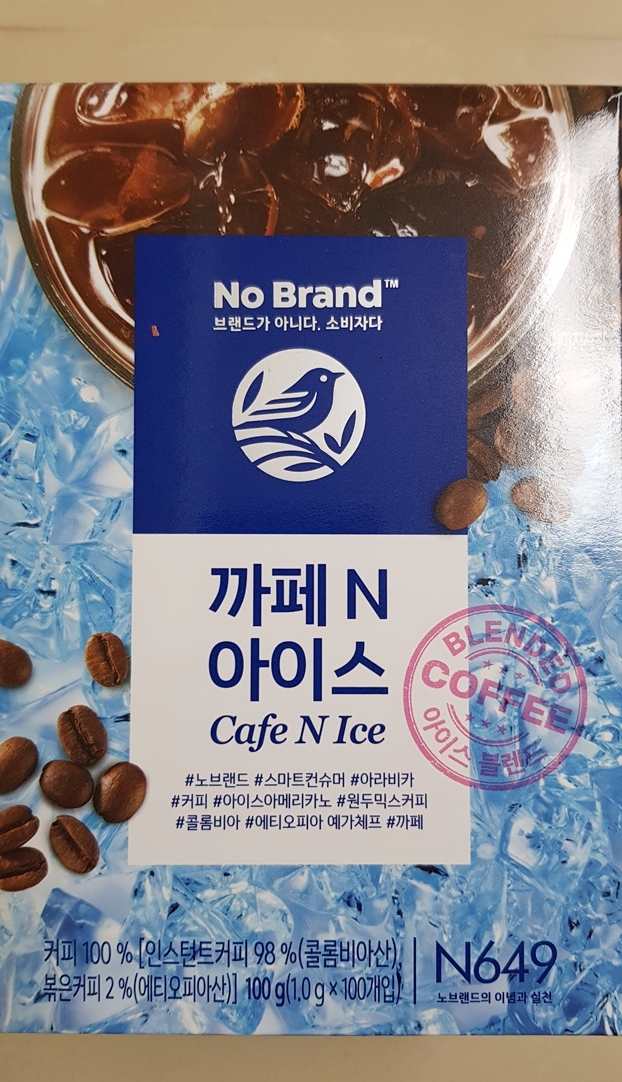 No Brand™
브랜드가 아니다. 소비자다
까페 N
아이스
Cafe N Ice
BLENDED
COFFEE
아이스 블렌드
#노브랜드 #스마트컨슈머 #아라비카
#커피 #아이스아메리카노 #원두믹스커피
#콜롬비아 #에티오피아 예가체프 #까페
커피 100 % [인스턴트커피 98 %(콜롬비아산),
볶은커피 2 %(에티오피아산)] 100 g(1.0 g × 100개입)
N649
노브랜드의 이념과 실천